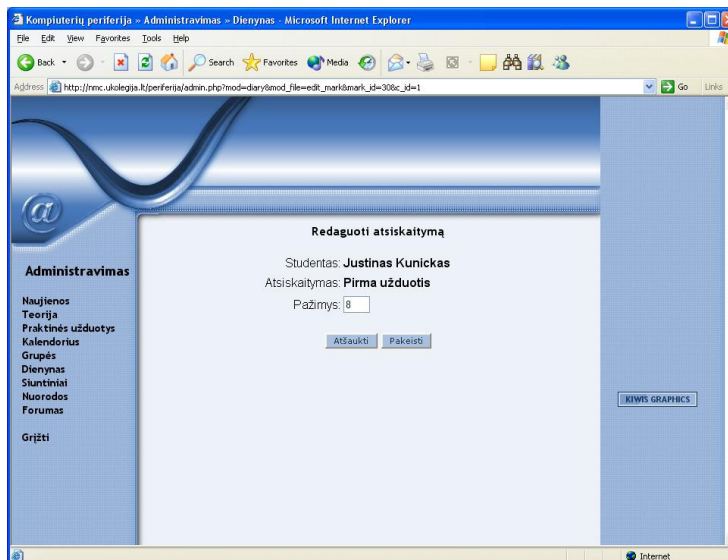 Kompiuterių periferija » Administravimas » Dienynas - Microsoft Internet Explorer
File Edit View Favorites Tools Help
Back Search Favorites Media
Address http://nmc.ukolegija.lt/periferija/admin.php?mod=diary&mod_file=edit_mark&mark_id=30&c_id=1 Go Links
@
Redaguoti atsiskaitymą
Studentas: Justinas Kunickas
Atsiskaitymas: Pirma užduotis
Pažimys: 8
Atšaukti Pakeisti
Administravimas
Naujienos
Teorija
Praktinės užduotys
Kalendorius
Grupės
Dienynas
Siuntiniai
Nuorodos
Forumas
Grįžti
KIWIS GRAPHICS
Internet